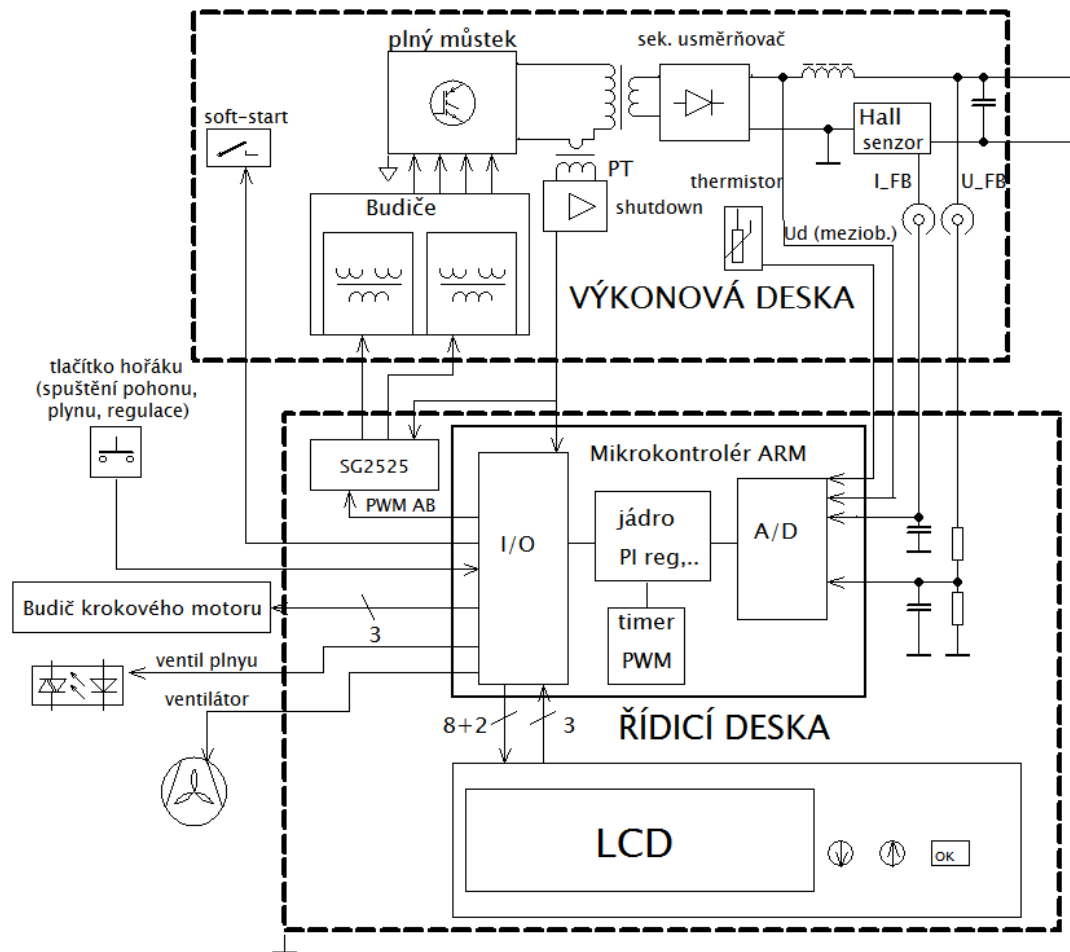 plný můstek
sek. usměrňovač
soft-start
Hall
senzor
PT
thermistor
I_FB
U_FB
Budiče
shutdown
Ud (meziob.)
VÝKONOVÁ DESKA
tlačítko hořáku
(spuštění pohonu,
plynu, regulace)
SG2525
Mikrokontrolér ARM
PWM AB
I/O
jádro
PI reg,..
A/D
Budič krokového motoru
3
timer
PWM
ventil plnyu
ventilátor
8+2
3
ŘÍDICÍ DESKA
LCD
OK